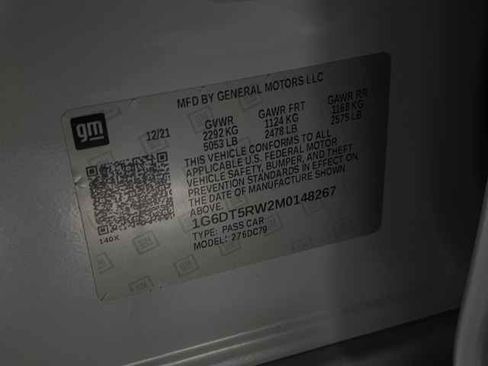 MFD BY GENERAL MOTORS LLC
gm
12/21
GVWR GAWR FRT GAWR RR
2292 KG 1124 KG 1168 KG
5053 LB 2478 LB 2575 LB
THIS VEHICLE CONFORMS TO ALL
APPLICABLE U.S. FEDERAL MOTOR
VEHICLE SAFETY, BUMPER, AND THEFT
PREVENTION STANDARDS IN EFFECT ON
THE DATE OF MANUFACTURE SHOWN
ABOVE.
1G6DT5RW2M0148267
TYPE: PASS CAR
MODEL: 276DC79
140X